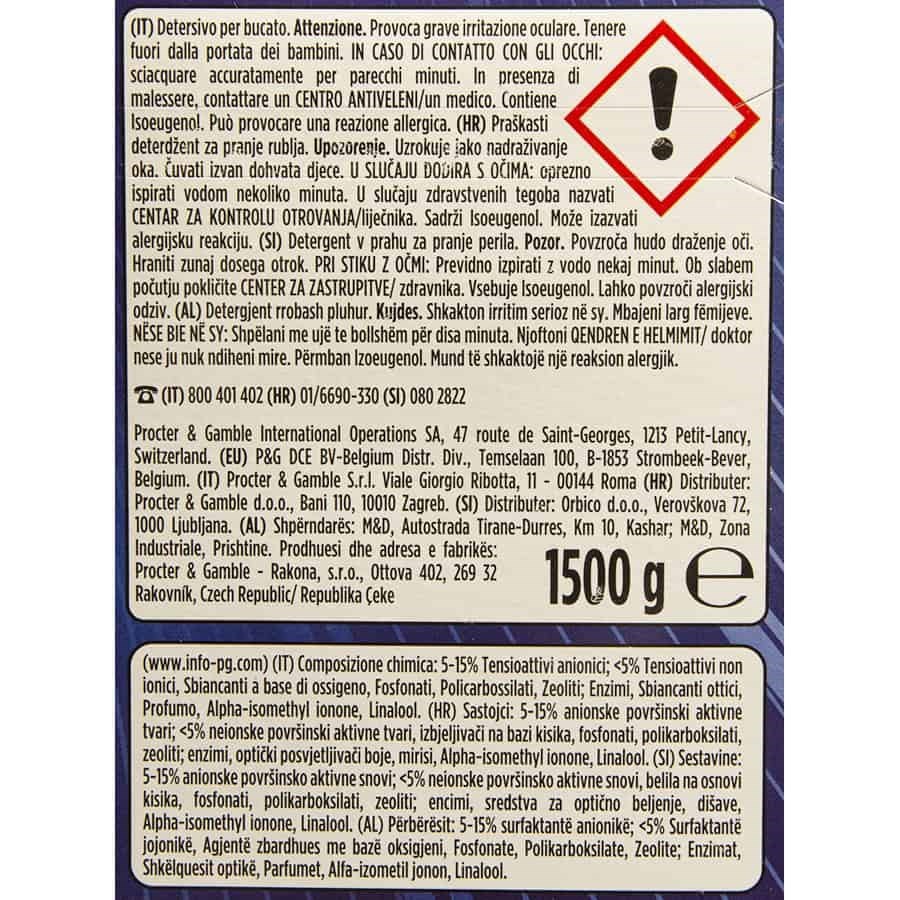 (IT) Detersivo per bucato. Attenzione. Provoca grave irritazione oculare. Tenere
fuori dalla portata dei bambini. IN CASO DI CONTATTO CON GLI OCCHI:
sciacquare accuratamente per parecchi minuti. In presenza di
malessere, contattare un CENTRO ANTIVELENI/un medico. Contiene
Isoeugenol. Può provocare una reazione allergica. (HR) Praškasti
deterdžent za pranje rublja. Upozorenje. Uzrokuje jako nadraživanje
oka. Čuvati izvan dohvata djece. U SLUČAJU DODIRA S OČIMA: oprezno
ispirati vodom nekoliko minuta. U slučaju zdravstvenih tegoba nazvati
CENTAR ZA KONTROLU OTROVANJA/liječnika. Sadrži Isoeugenol. Može izazvati
alergijsku reakciju. (SI) Detergent v prahu za pranje perila. Pozor. Povzroča hudo draženje oči.
Hraniti zunaj dosega otrok. PRI STIKU Z OČMI: Previdno izpirati z vodo nekaj minut. Ob slabem
počutju pokličite CENTER ZA ZASTRUPITVE/ zdravnika. Vsebuje Isoeugenol. Lahko povzroči alergijski
odziv. (AL) Detergjent rrobash pluhur. Kujdes. Shkakton irritim serioz në sy. Mbajeni larg fëmijeve.
NËSE BIE NË SY: Shpëlani me ujë te bollshëm për disa minuta. Njoftoni QENDREN E HELMIMIT/ doktor
nese ju nuk ndiheni mire. Përmban Izoeugenol. Mund të shkaktojë një reaksion alergjik.
☎ (IT) 800 401 402 (HR) 01/6690-330 (SI) 080 2822
Procter & Gamble International Operations SA, 47 route de Saint-Georges, 1213 Petit-Lancy,
Switzerland. (EU) P&G DCE BV-Belgium Distr. Div., Temselaan 100, B-1853 Strombeek-Bever,
Belgium. (IT) Procter & Gamble S.r.l. Viale Giorgio Ribotta, 11 - 00144 Roma (HR) Distributer:
Procter & Gamble d.o.o., Bani 110, 10010 Zagreb. (SI) Distributer: Orbico d.o.o., Verovškova 72,
1000 Ljubljana. (AL) Shpërndarës: M&D, Autostrada Tirane-Durres, Km 10, Kashar; M&D, Zona
Industriale, Prishtine. Prodhuesi dhe adresa e fabrikës:
Procter & Gamble - Rakona, s.r.o., Ottova 402, 269 32
Rakovník, Czech Republic/ Republika Çeke
1500 g ℮
(www.info-pg.com) (IT) Composizione chimica: 5-15% Tensioattivi anionici; <5% Tensioattivi non
ionici, Sbiancanti a base di ossigeno, Fosfonati, Policarbossilati, Zeoliti; Enzimi, Sbiancanti ottici,
Profumo, Alpha-isomethyl ionone, Linalool. (HR) Sastojci: 5-15% anionske površinski aktivne
tvari; <5% neionske površinski aktivne tvari, izbjeljivači na bazi kisika, fosfonati, polikarboksilati,
zeoliti; enzimi, optički posvjetljivači boje, mirisi, Alpha-isomethyl ionone, Linalool. (SI) Sestavine:
5-15% anionske površinsko aktivne snovi; <5% neionske površinsko aktivne snovi, belila na osnovi
kisika, fosfonati, polikarboksilati, zeoliti; encimi, sredstva za optično beljenje, dišave,
Alpha-isomethyl ionone, Linalool. (AL) Përbërësit: 5-15% surfaktantë anionikë; <5% Surfaktantë
jojonikë, Agjentë zbardhues me bazë oksigjeni, Fosfonate, Polikarboksilate, Zeolite; Enzimat,
Shkëlquesit optikë, Parfumet, Alfa-izometil jonon, Linalool.